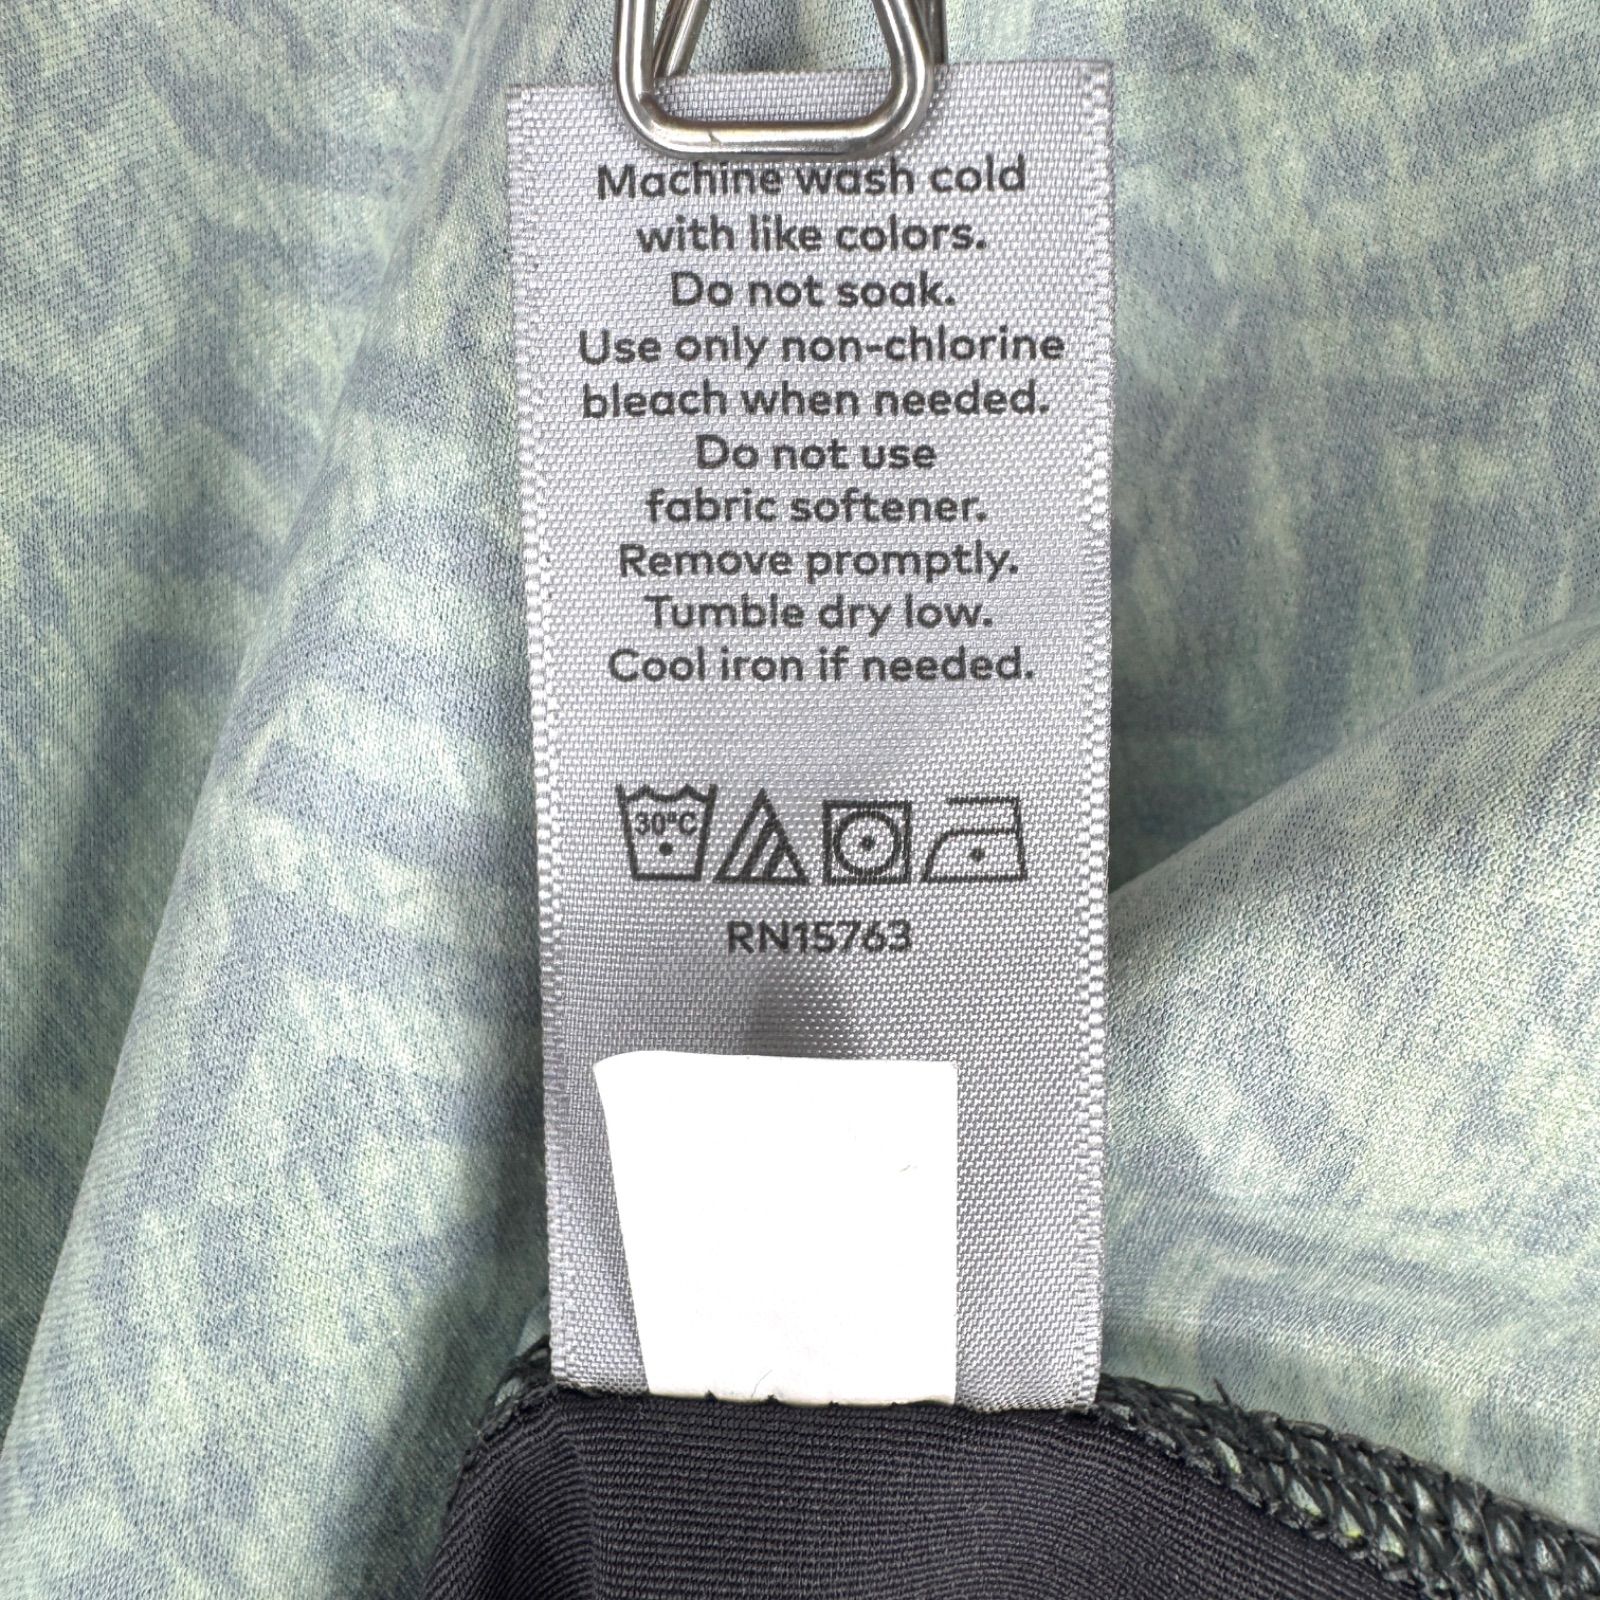 Machine wash cold
with like colors.
Do not soak.
Use only non-chlorine
bleach when needed.
Do not use
fabric softener.
Remove promptly.
Tumble dry low.
Cool iron if needed.
30°C
RN15763